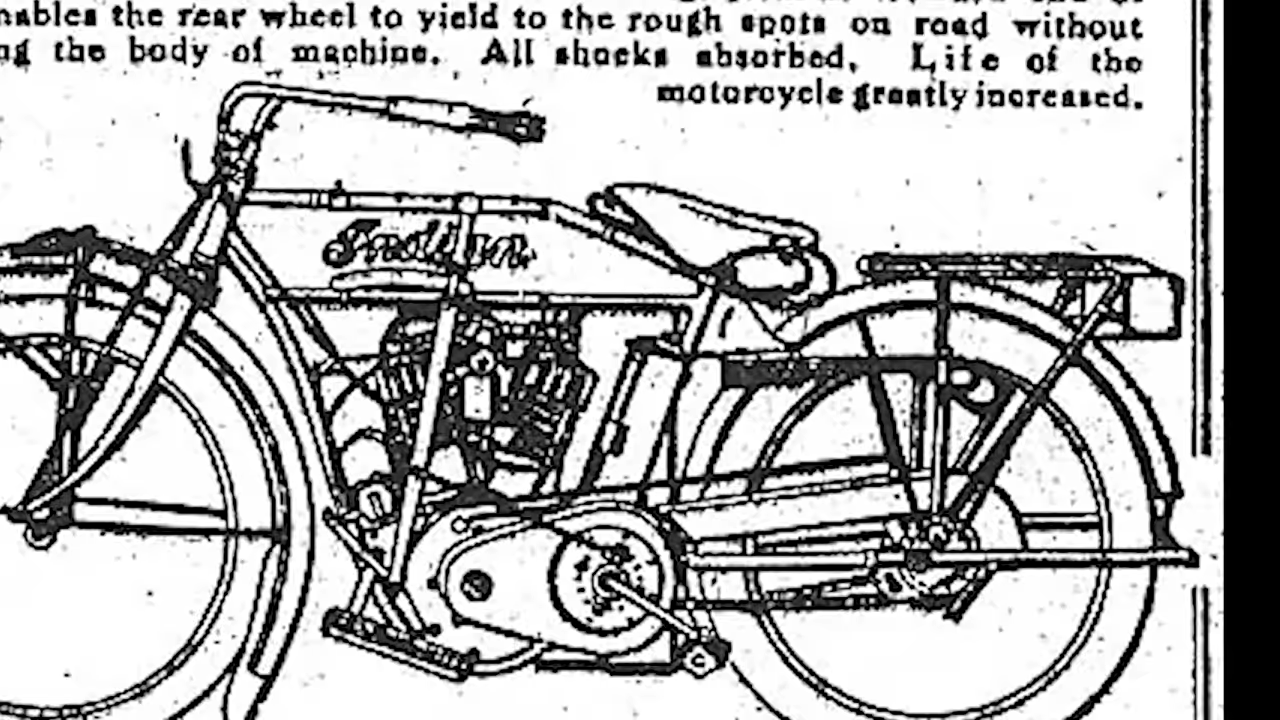 nables the rear wheel to yield to the rough spots on road without
ng the body of machine. All shocks absorbed. Life of the
motorcycle greatly increased.
Indian